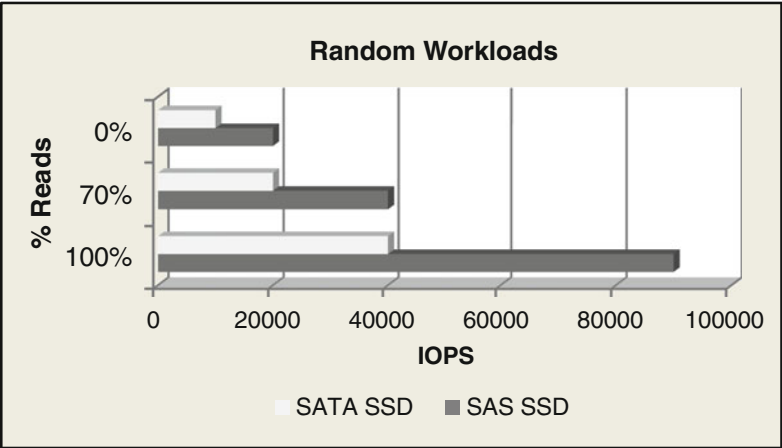 Random Workloads
% Reads
0%
70%
100%
0 20000 40000 60000 80000 100000
IOPS
SATA SSD SAS SSD